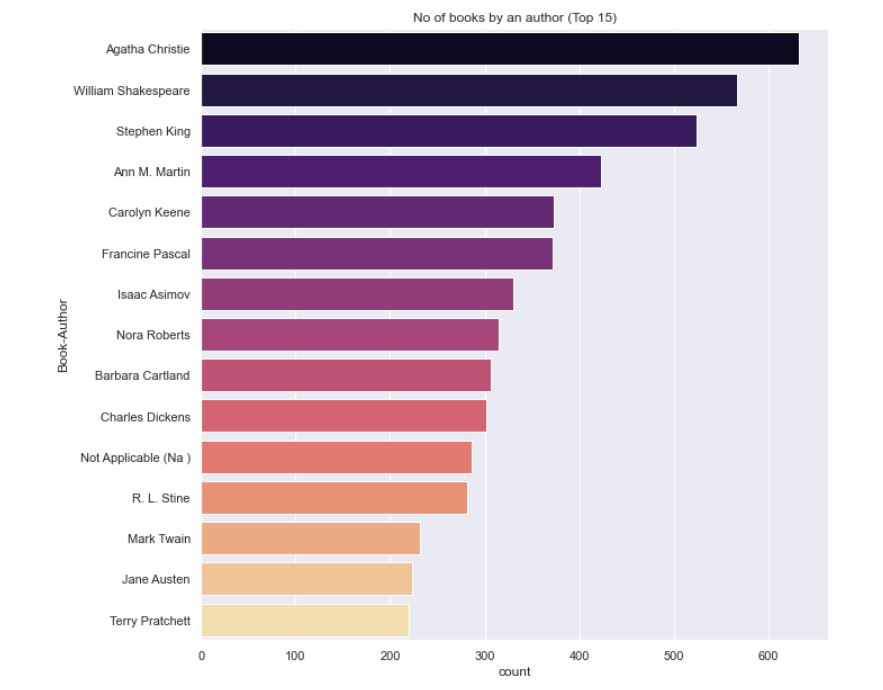 No of books by an author (Top 15)
Agatha Christie
William Shakespeare
Stephen King
Ann M. Martin
Carolyn Keene
Francine Pascal
Isaac Asimov
Nora Roberts
Barbara Cartland
Charles Dickens
Not Applicable (Na )
R. L. Stine
Mark Twain
Jane Austen
Terry Pratchett
Book-Author
0 100 200 300 400 500 600
count